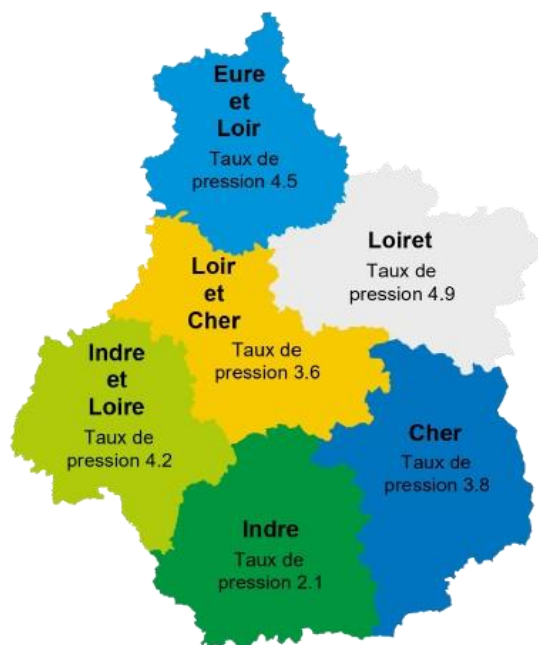 Eure
et
Loir
Taux de
pression 4.5
Loiret
Taux de
pression 4.9
Loir
et
Cher
Taux de
pression 3.6
Indre
et
Loire
Taux de
pression 4.2
Cher
Taux de
pression 3.8
Indre
Taux de
pression 2.1